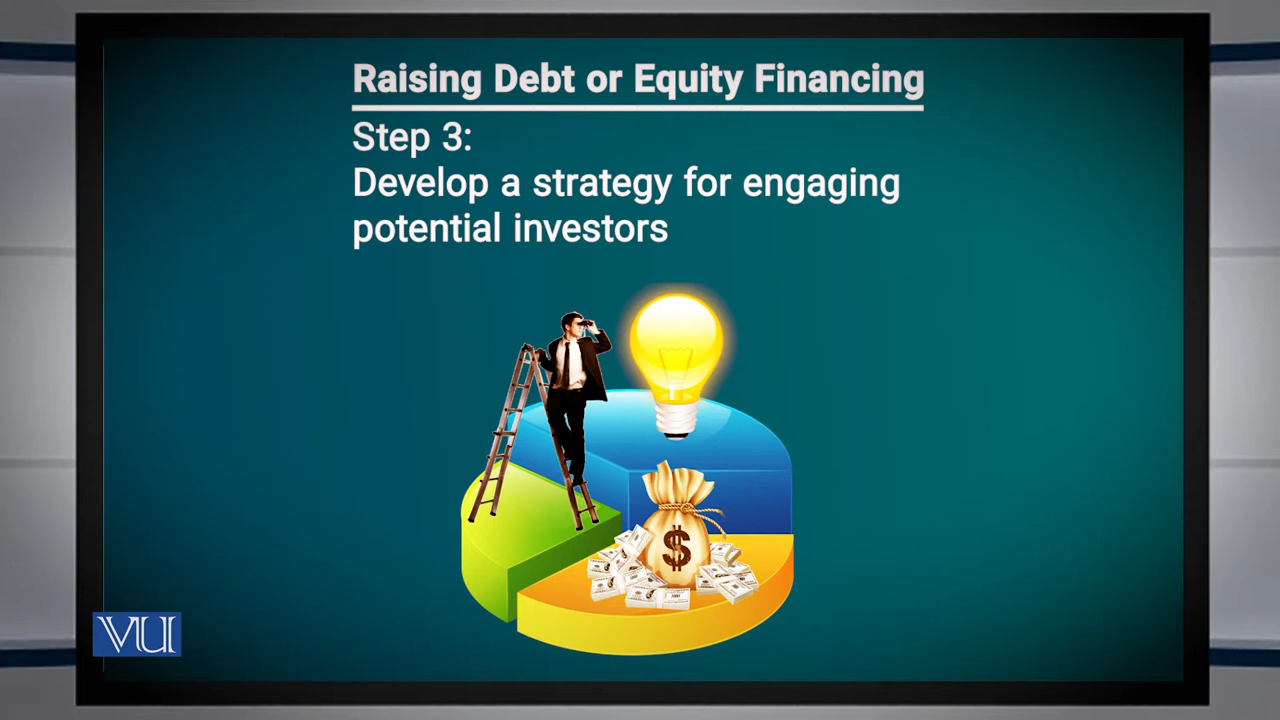 Raising Debt or Equity Financing
Step 3:
Develop a strategy for engaging
potential investors
$
VU